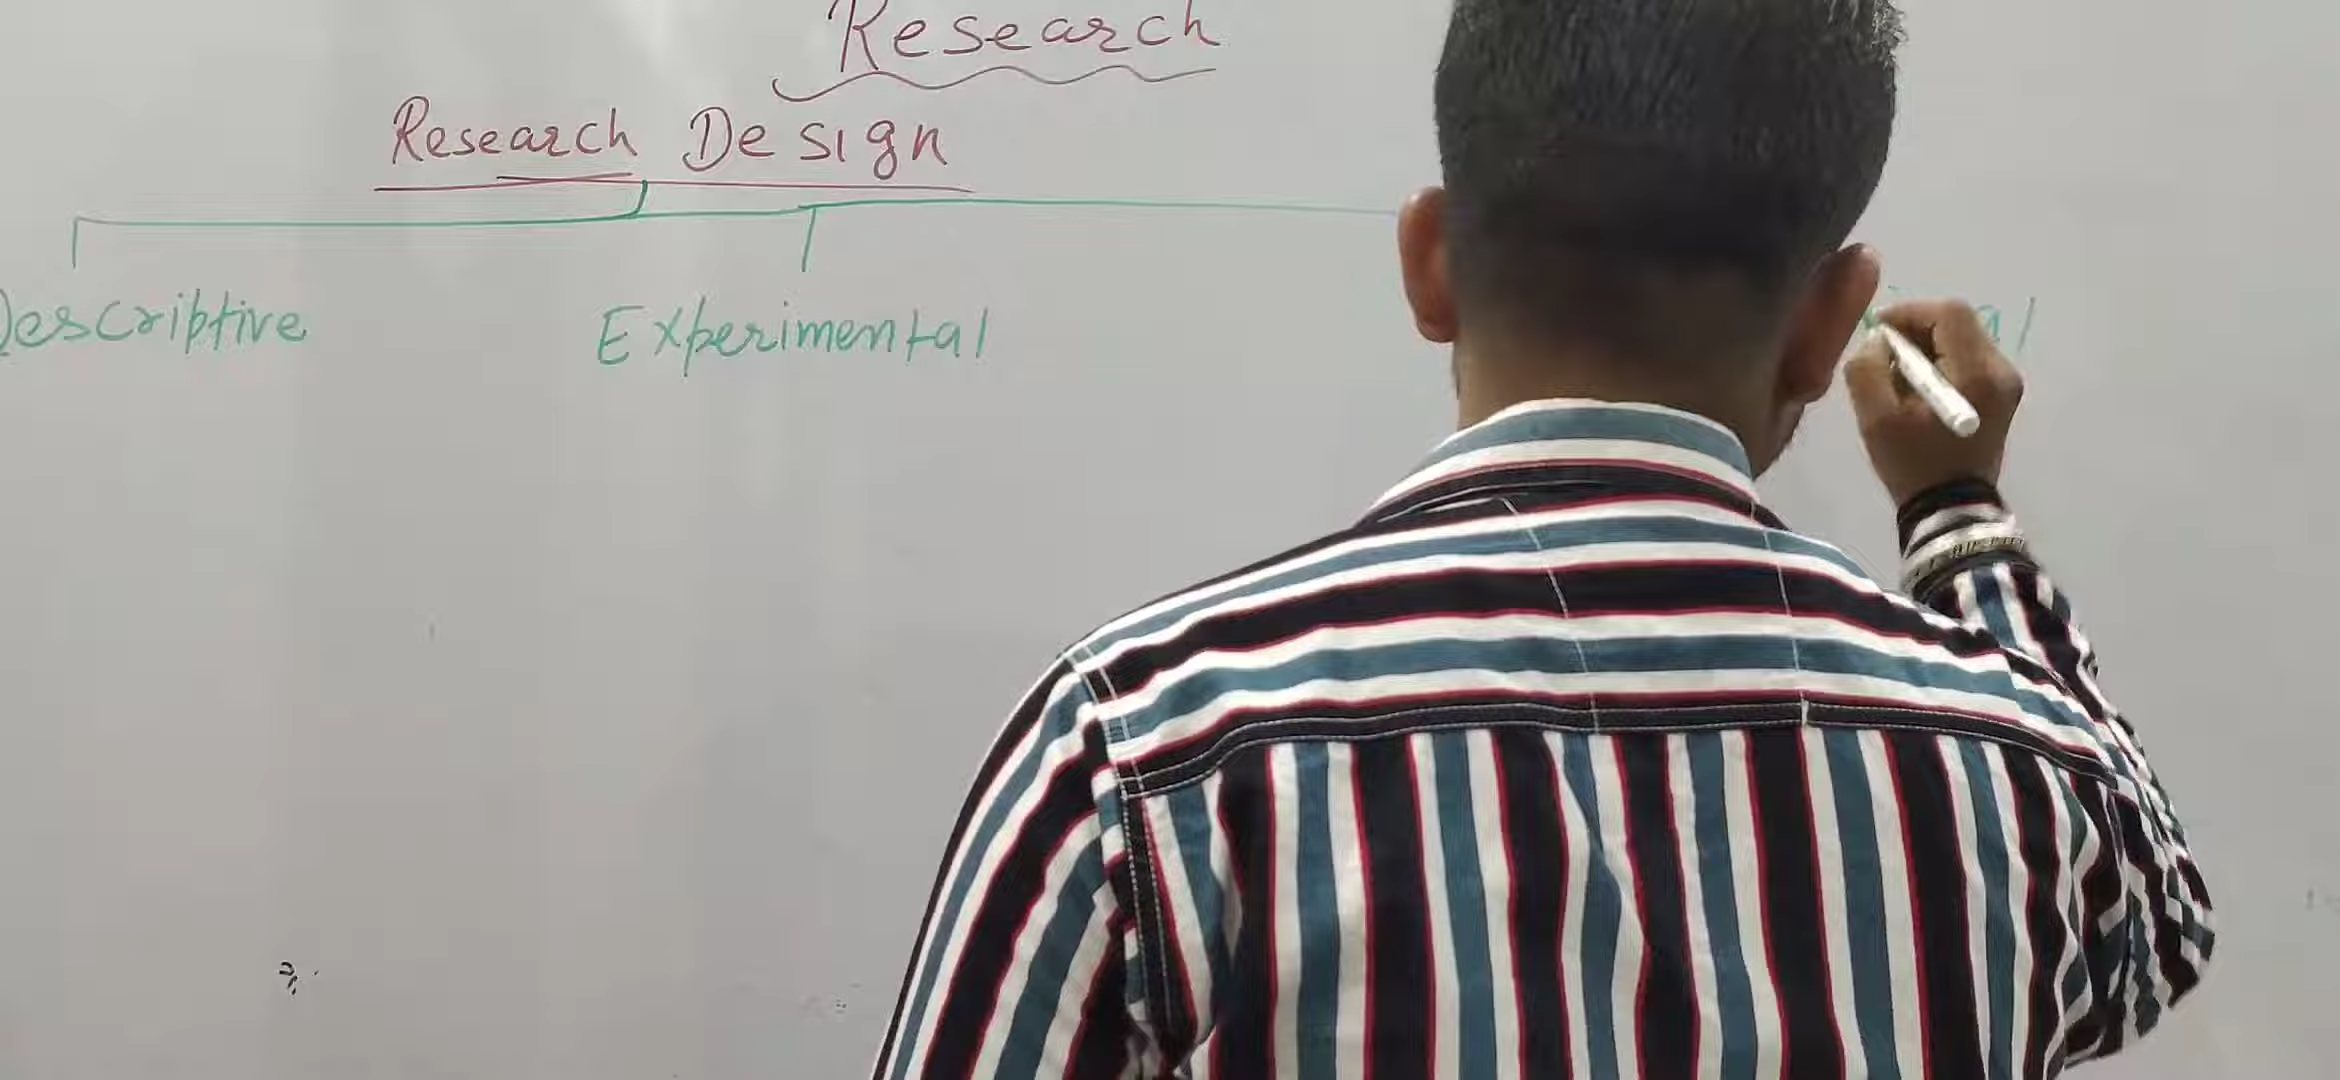 Research
Research Design
Descriptive Experimental